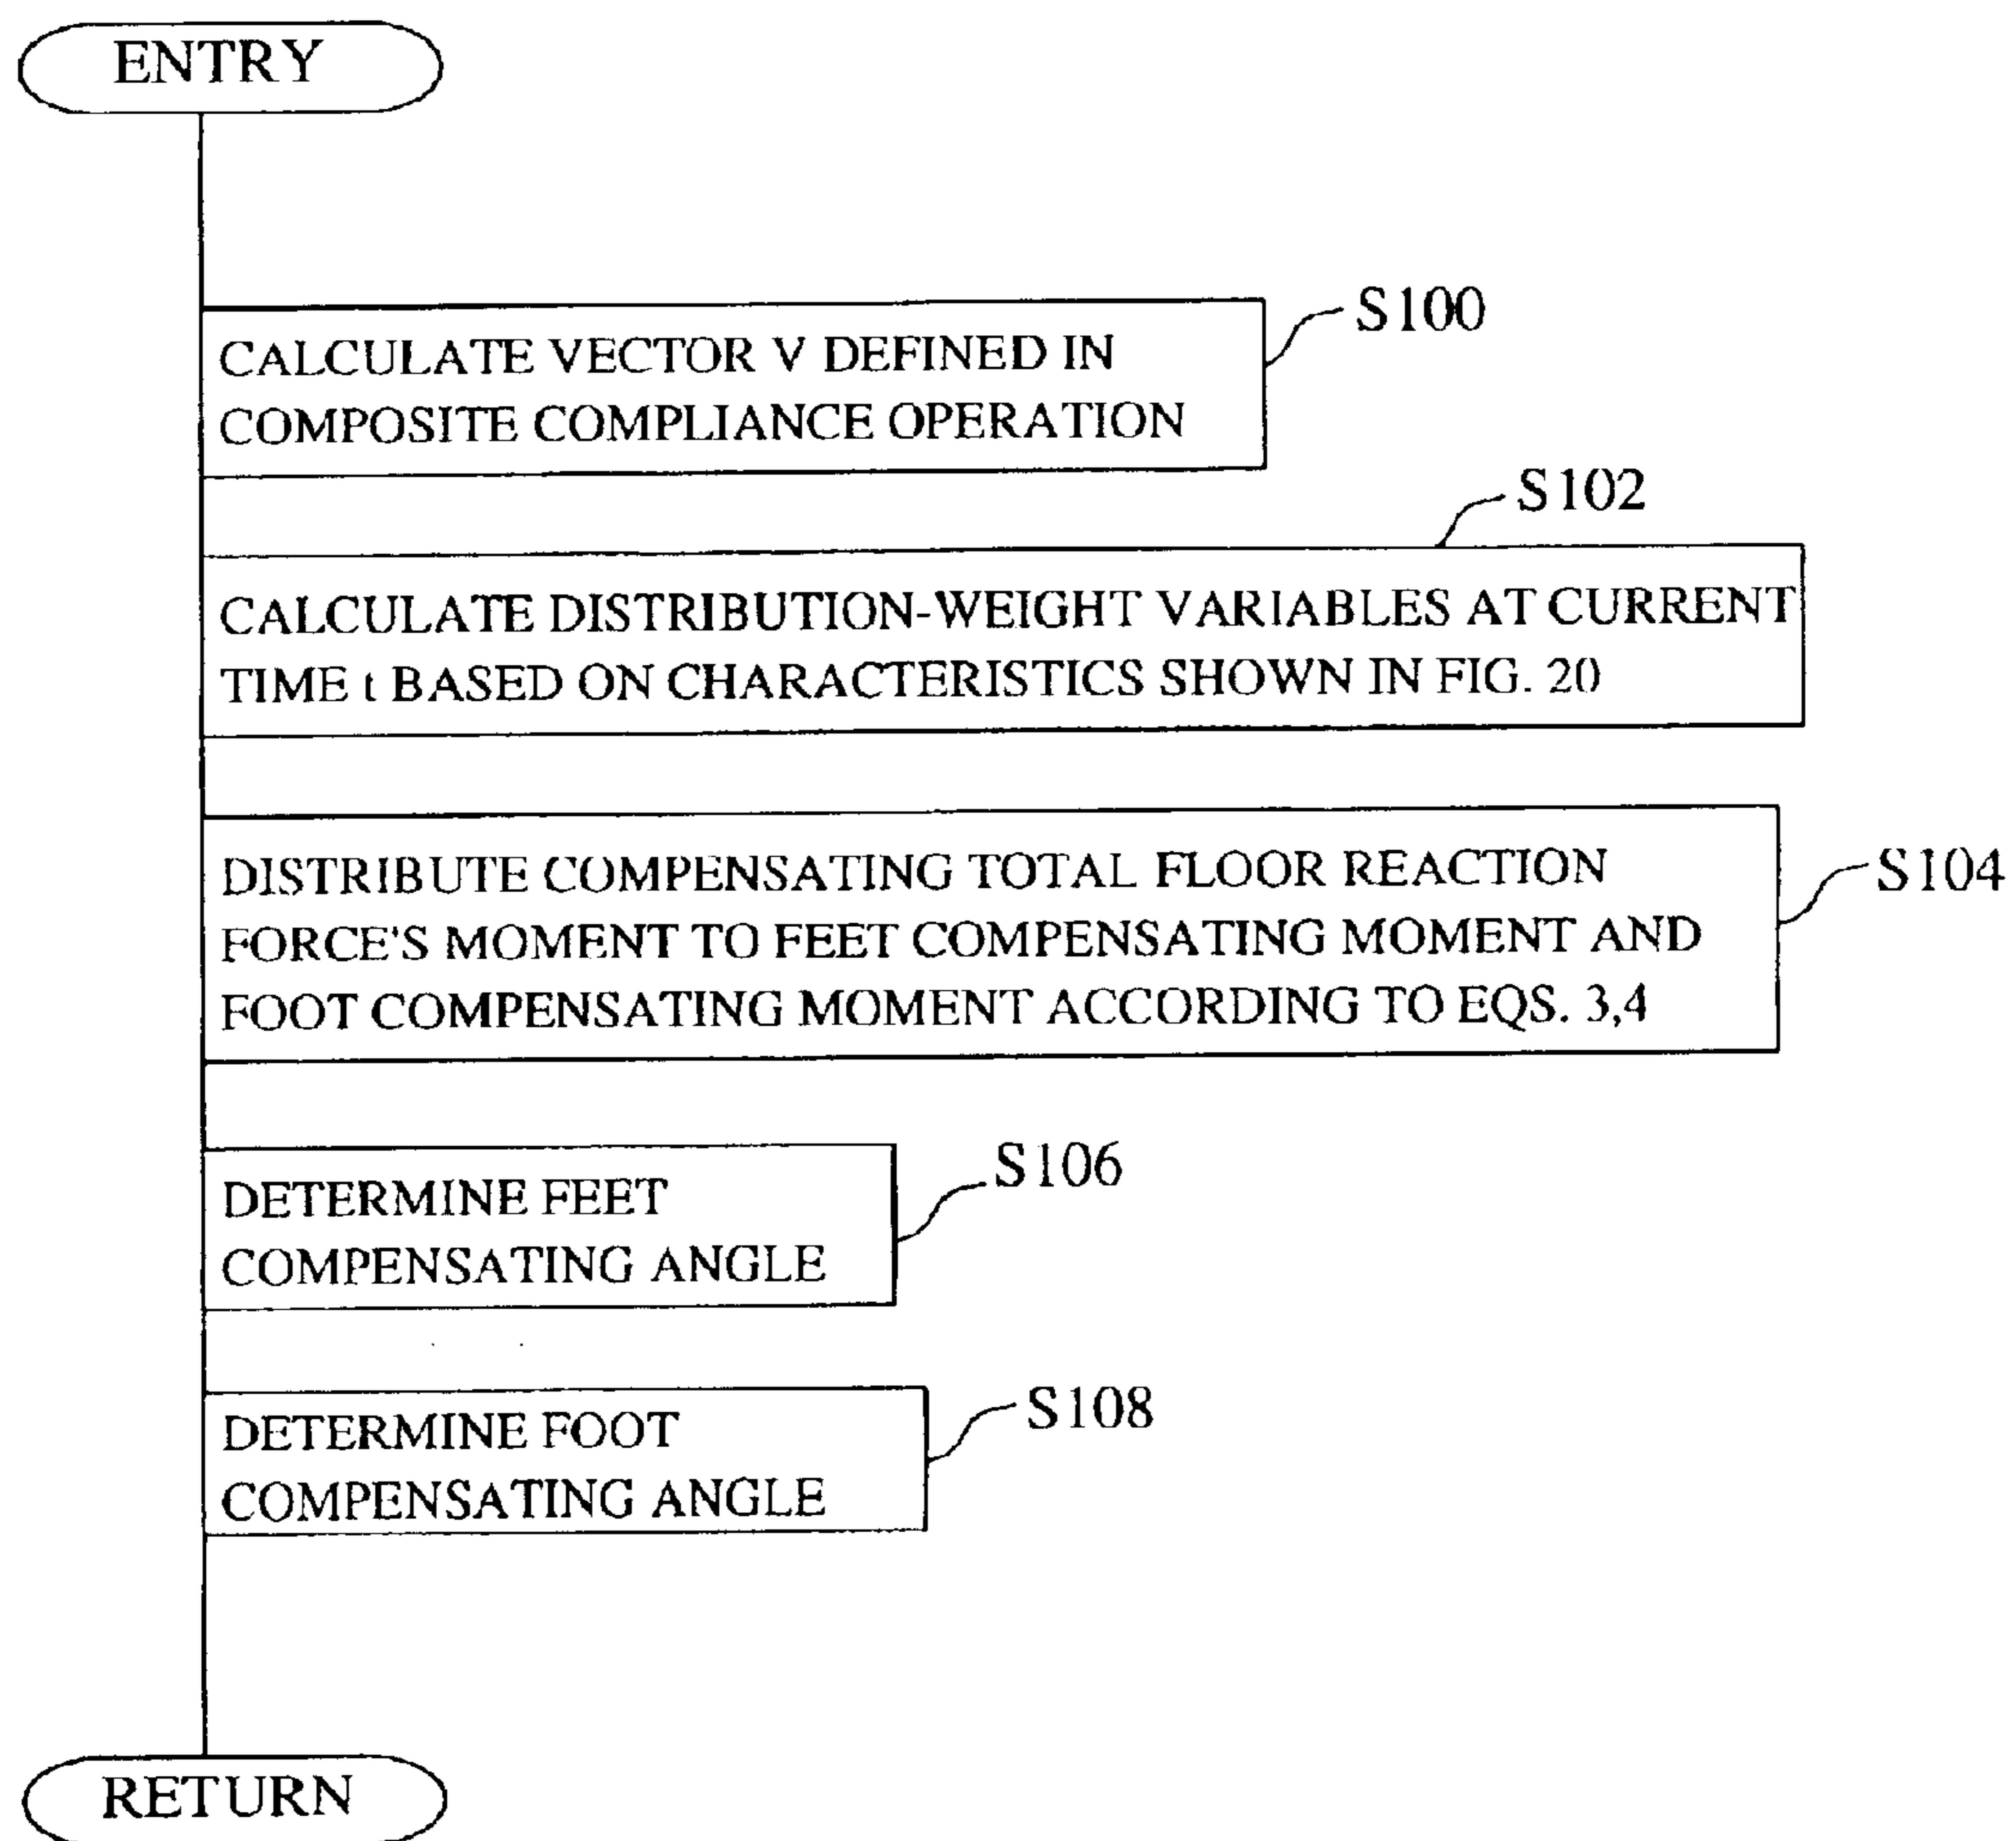 ENTRY
S100
CALCULATE VECTOR V DEFINED IN
COMPOSITE COMPLIANCE OPERATION
S102
CALCULATE DISTRIBUTION-WEIGHT VARIABLES AT CURRENT
TIME t BASED ON CHARACTERISTICS SHOWN IN FIG. 20
S104
DISTRIBUTE COMPENSATING TOTAL FLOOR REACTION
FORCE'S MOMENT TO FEET COMPENSATING MOMENT AND
FOOT COMPENSATING MOMENT ACCORDING TO EQS. 3,4
S106
DETERMINE FEET
COMPENSATING ANGLE
S108
DETERMINE FOOT
COMPENSATING ANGLE
RETURN